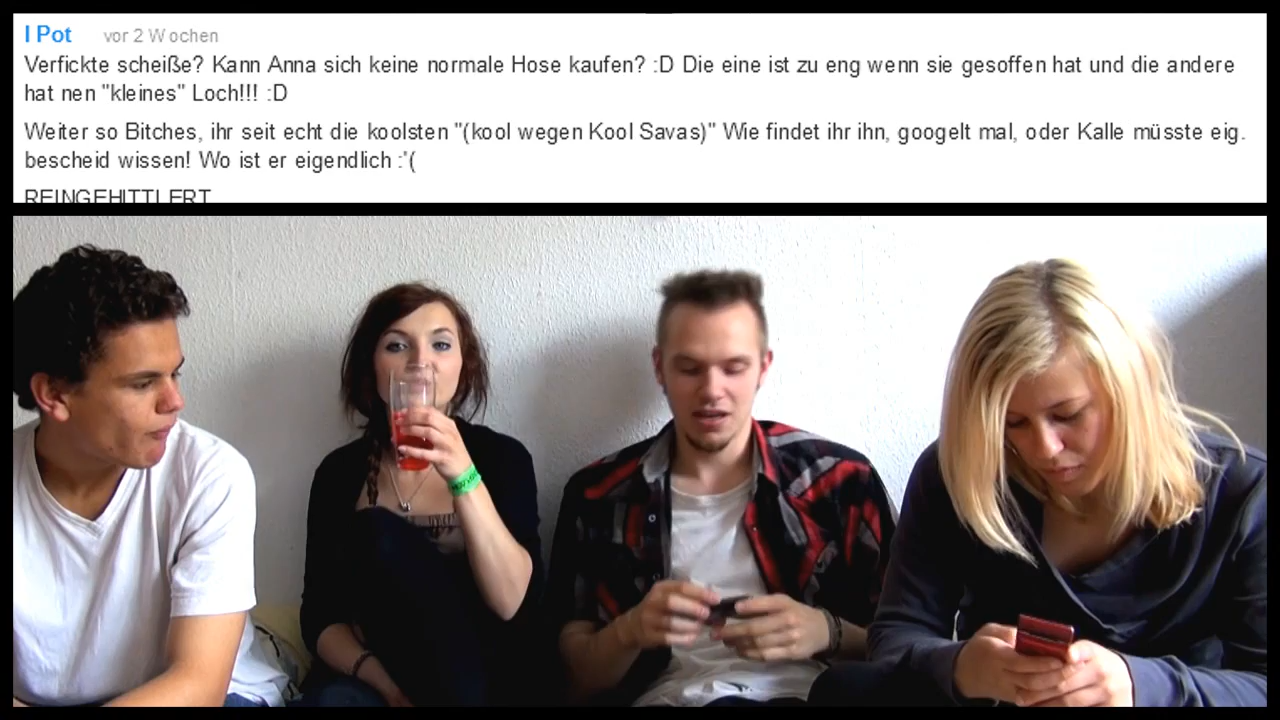 I Pot vor 2 Wochen
Verfickte scheiße? Kann Anna sich keine normale Hose kaufen? :D Die eine ist zu eng wenn sie gesoffen hat und die andere
hat nen "kleines" Loch!!! :D
Weiter so Bitches, ihr seit echt die koolsten "(kool wegen Kool Savas)" Wie findet ihr ihn, googelt mal, oder Kalle müsste eig.
bescheid wissen! Wo ist er eigendlich :'(
REINGEHITTLERT